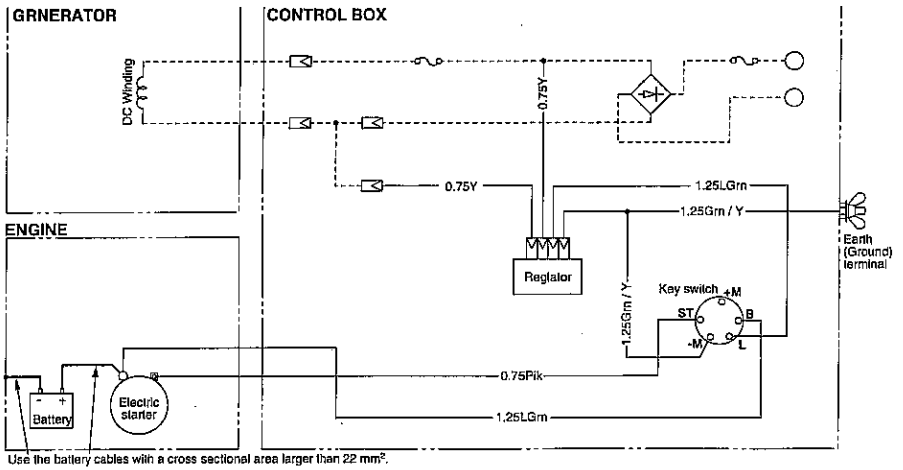 GRNERATOR
CONTROL BOX
DC Winding
0.75Y
0.75Y
1.25LGrn
1.25Grn / Y
Earth
(Ground)
terminal
ENGINE
Reglator
Key switch
+M
ST
B
-M
L
1.25Grn / Y
0.75Pik
Electric
starter
- +
Battery
1,25LGrn
Use the battery cables with a cross sectional area larger than 22 mm².